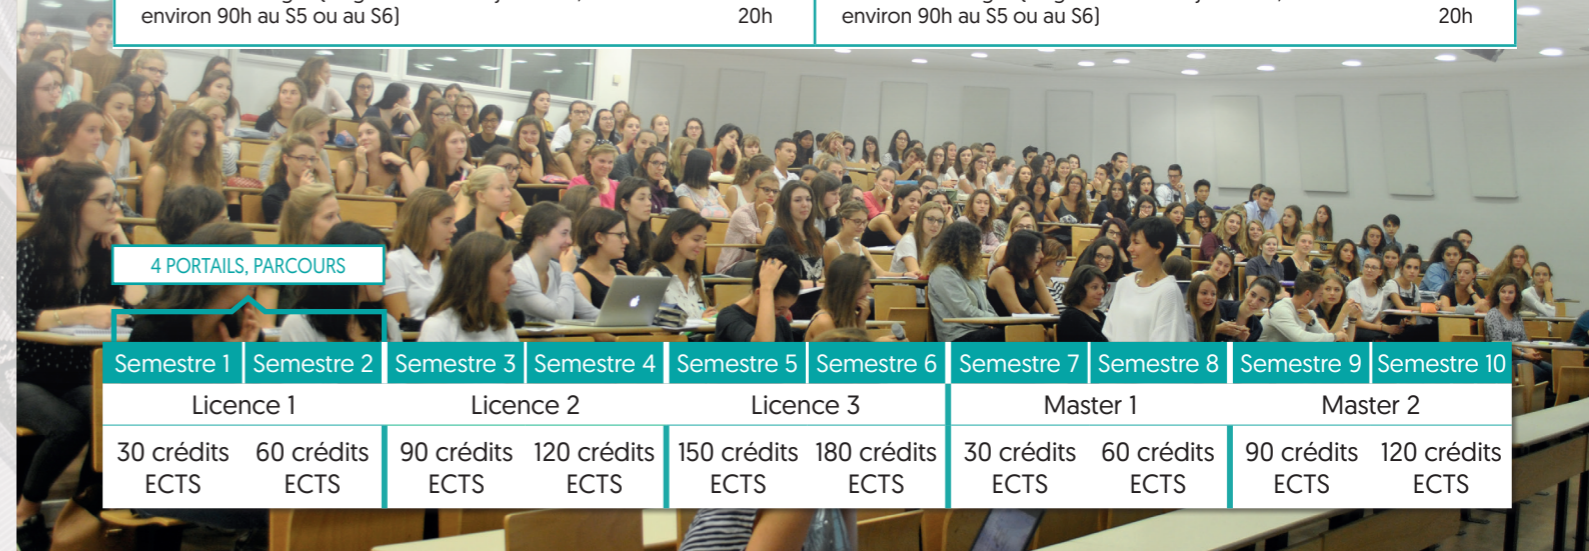 environ 90h au S5 ou au S6) 20h
environ 90h au S5 ou au S6) 20h
4 PORTAILS, PARCOURS
Semestre 1 Semestre 2 Semestre 3 Semestre 4 Semestre 5 Semestre 6 Semestre 7 Semestre 8 Semestre 9 Semestre 10
Licence 1 Licence 2 Licence 3 Master 1 Master 2
30 crédits 60 crédits 90 crédits 120 crédits 150 crédits 180 crédits 30 crédits 60 crédits 90 crédits 120 crédits
ECTS ECTS ECTS ECTS ECTS ECTS ECTS ECTS ECTS ECTS